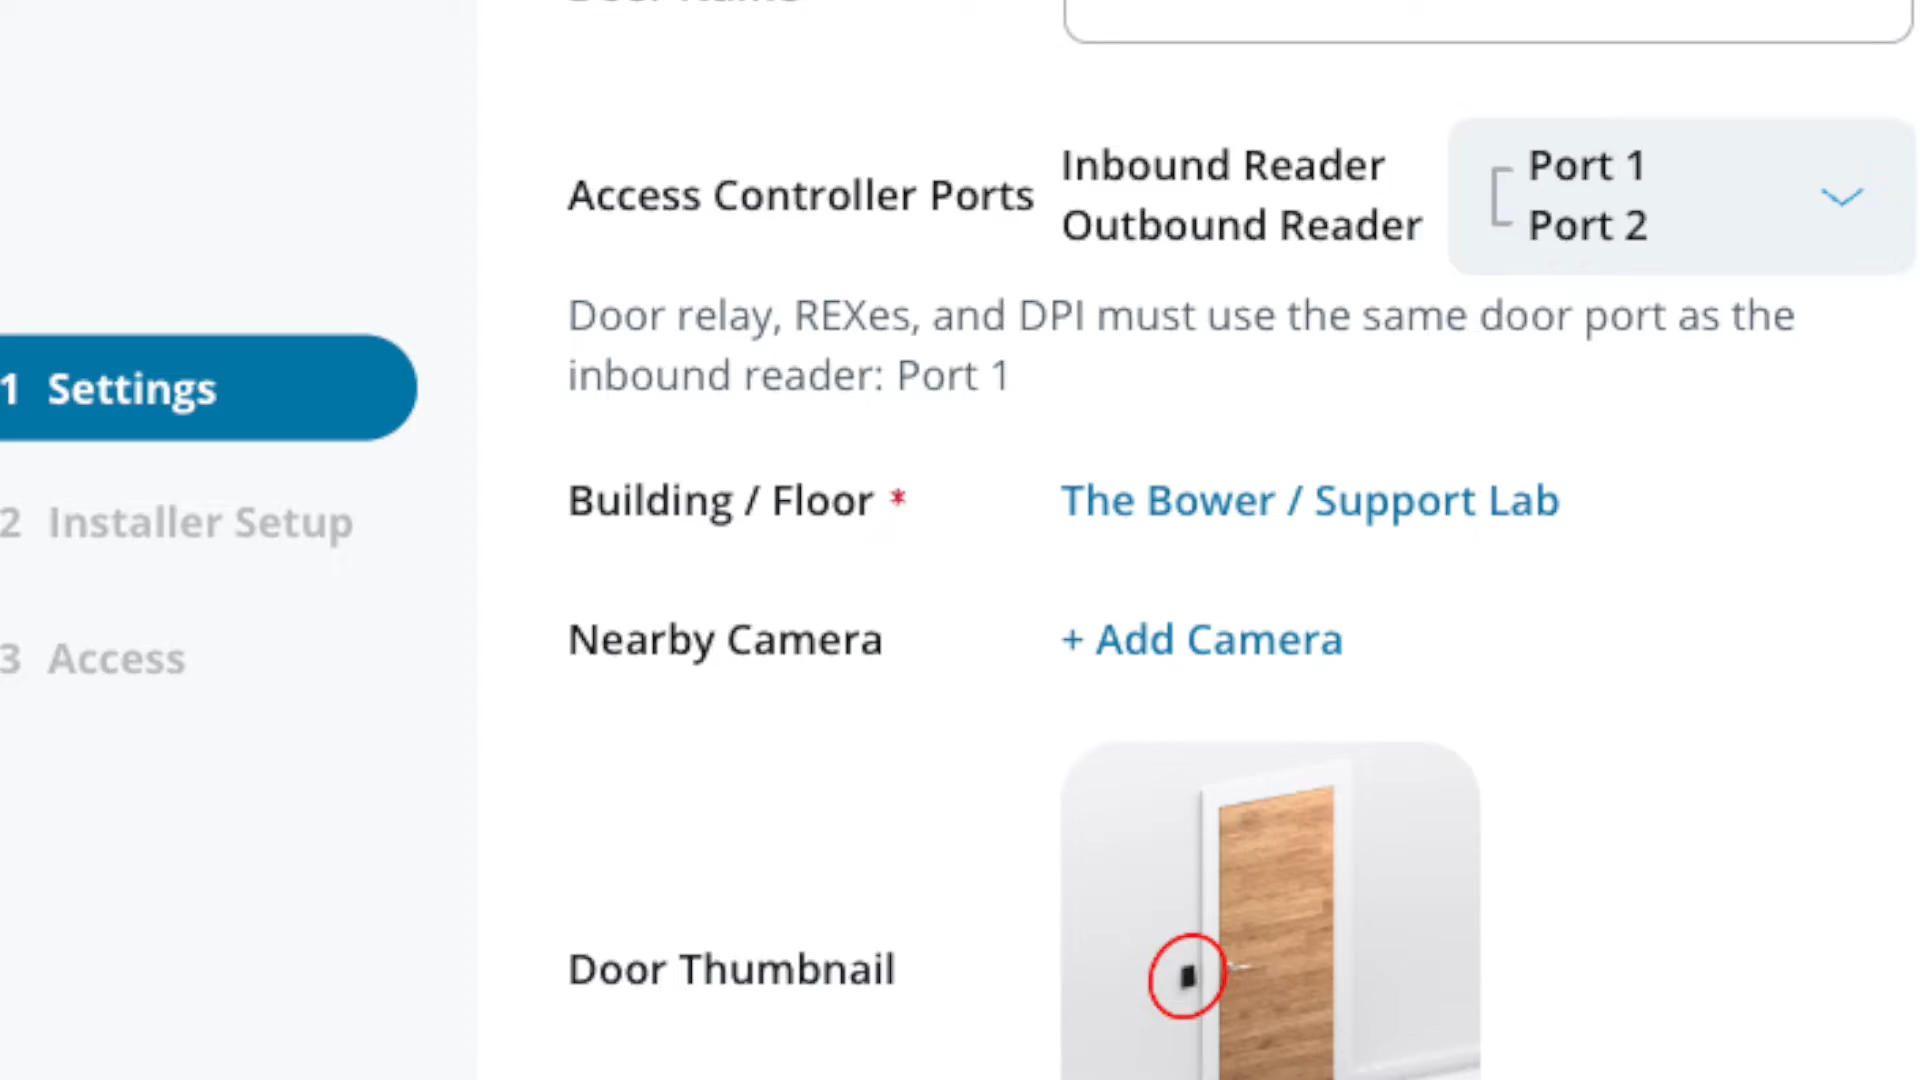 Access Controller Ports
Inbound Reader
Outbound Reader
Port 1
Port 2
Door relay, REXes, and DPI must use the same door port as the
inbound reader: Port 1
1 Settings
2 Installer Setup
3 Access
Building / Floor *
The Bower / Support Lab
Nearby Camera
+ Add Camera
Door Thumbnail